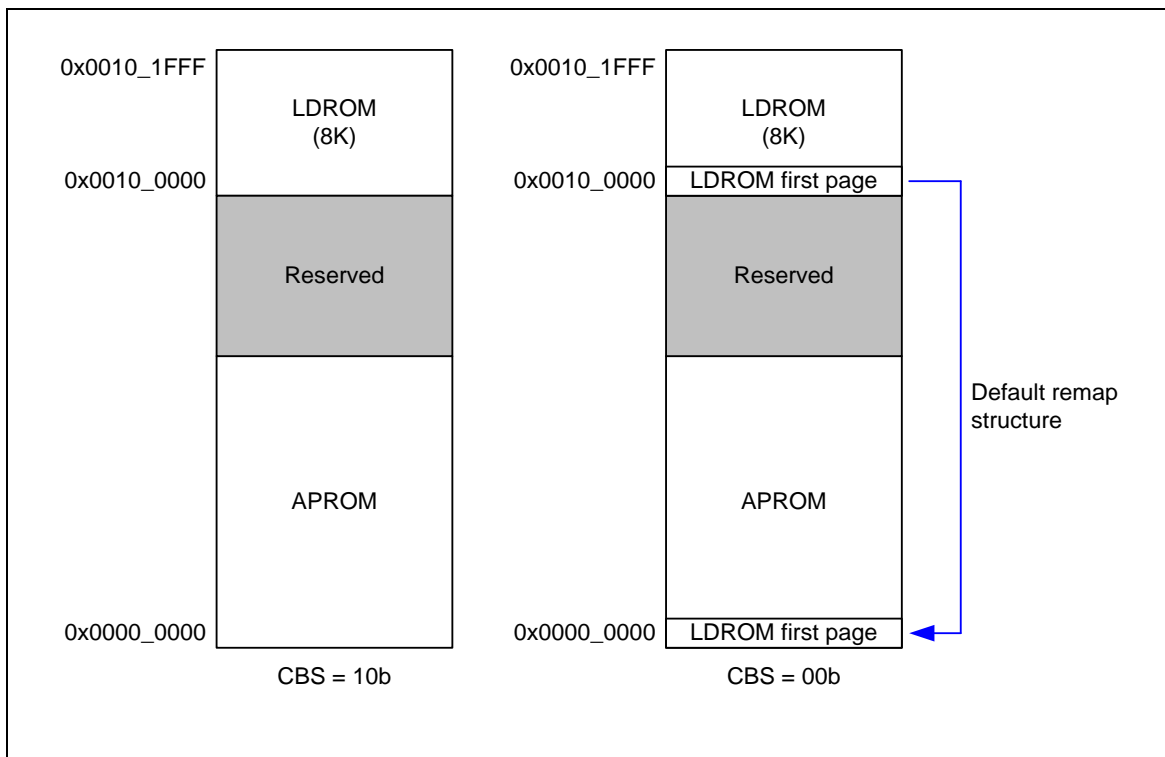 0x0010_1FFF
LDROM
(8K)
0x0010_0000
Reserved
APROM
0x0000_0000
CBS = 10b
0x0010_1FFF
LDROM
(8K)
0x0010_0000
LDROM first page
Reserved
Default remap
structure
APROM
0x0000_0000
LDROM first page
CBS = 00b